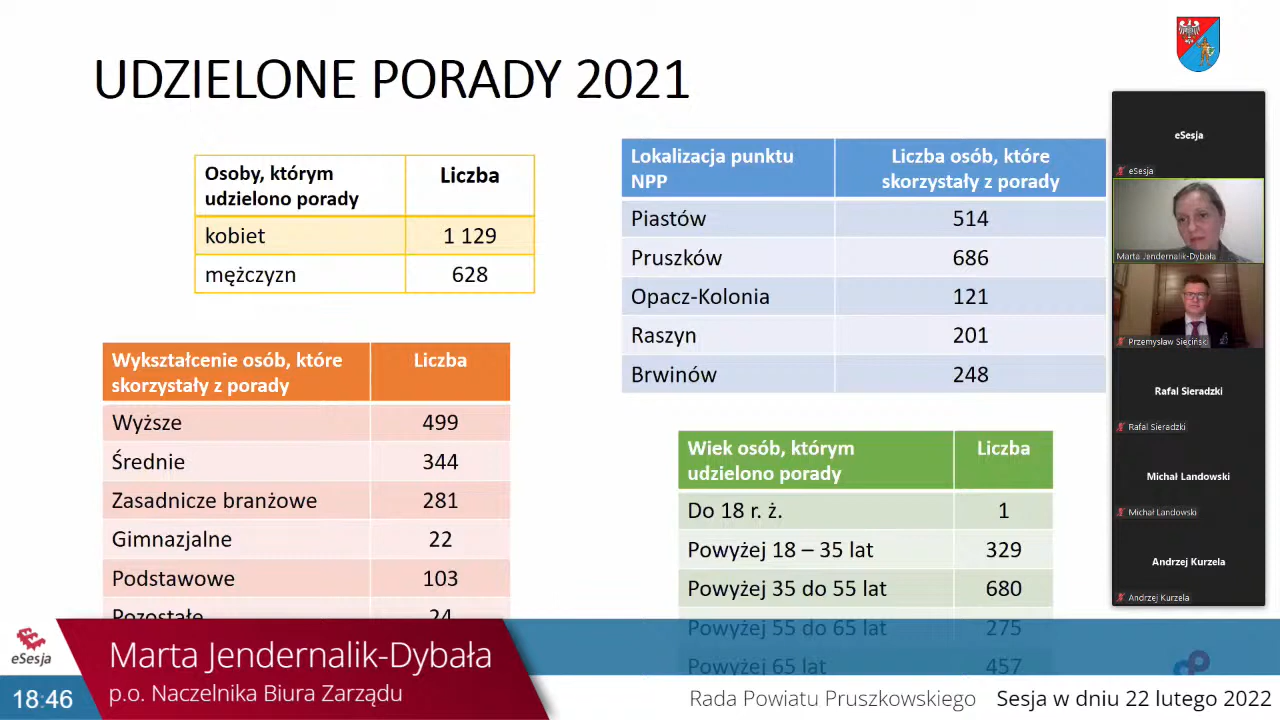 UDZIELONE PORADY 2021
Osoby, którym Liczba
udzielono porady
kobiet 1 129
mężczyzn 628
Wykształcenie osób, które Liczba
skorzystały z porady
Wyższe 499
Średnie 344
Zasadnicze branżowe 281
Gimnazjalne 22
Podstawowe 103
Pozostałe 24
Lokalizacja punktu Liczba osób, które
NPP skorzystały z porady
Piastów 514
Pruszków 686
Opacz-Kolonia 121
Raszyn 201
Brwinów 248
Wiek osób, którym Liczba
udzielono porady
Do 18 r. ż. 1
Powyżej 18 – 35 lat 329
Powyżej 35 do 55 lat 680
Powyżej 55 do 65 lat 275
Powyżej 65 lat 457
eSesja
eSesja
Marta Jendernalik-Dybała
Przemysław Sieciński
Rafal Sieradzki
Rafal Sieradzki
Michał Landowski
Michał Landowski
Andrzej Kurzela
Andrzej Kurzela
eSesja
18:46
Marta Jendernalik-Dybała
p.o. Naczelnika Biura Zarządu
Rada Powiatu Pruszkowskiego Sesja w dniu 22 lutego 2022